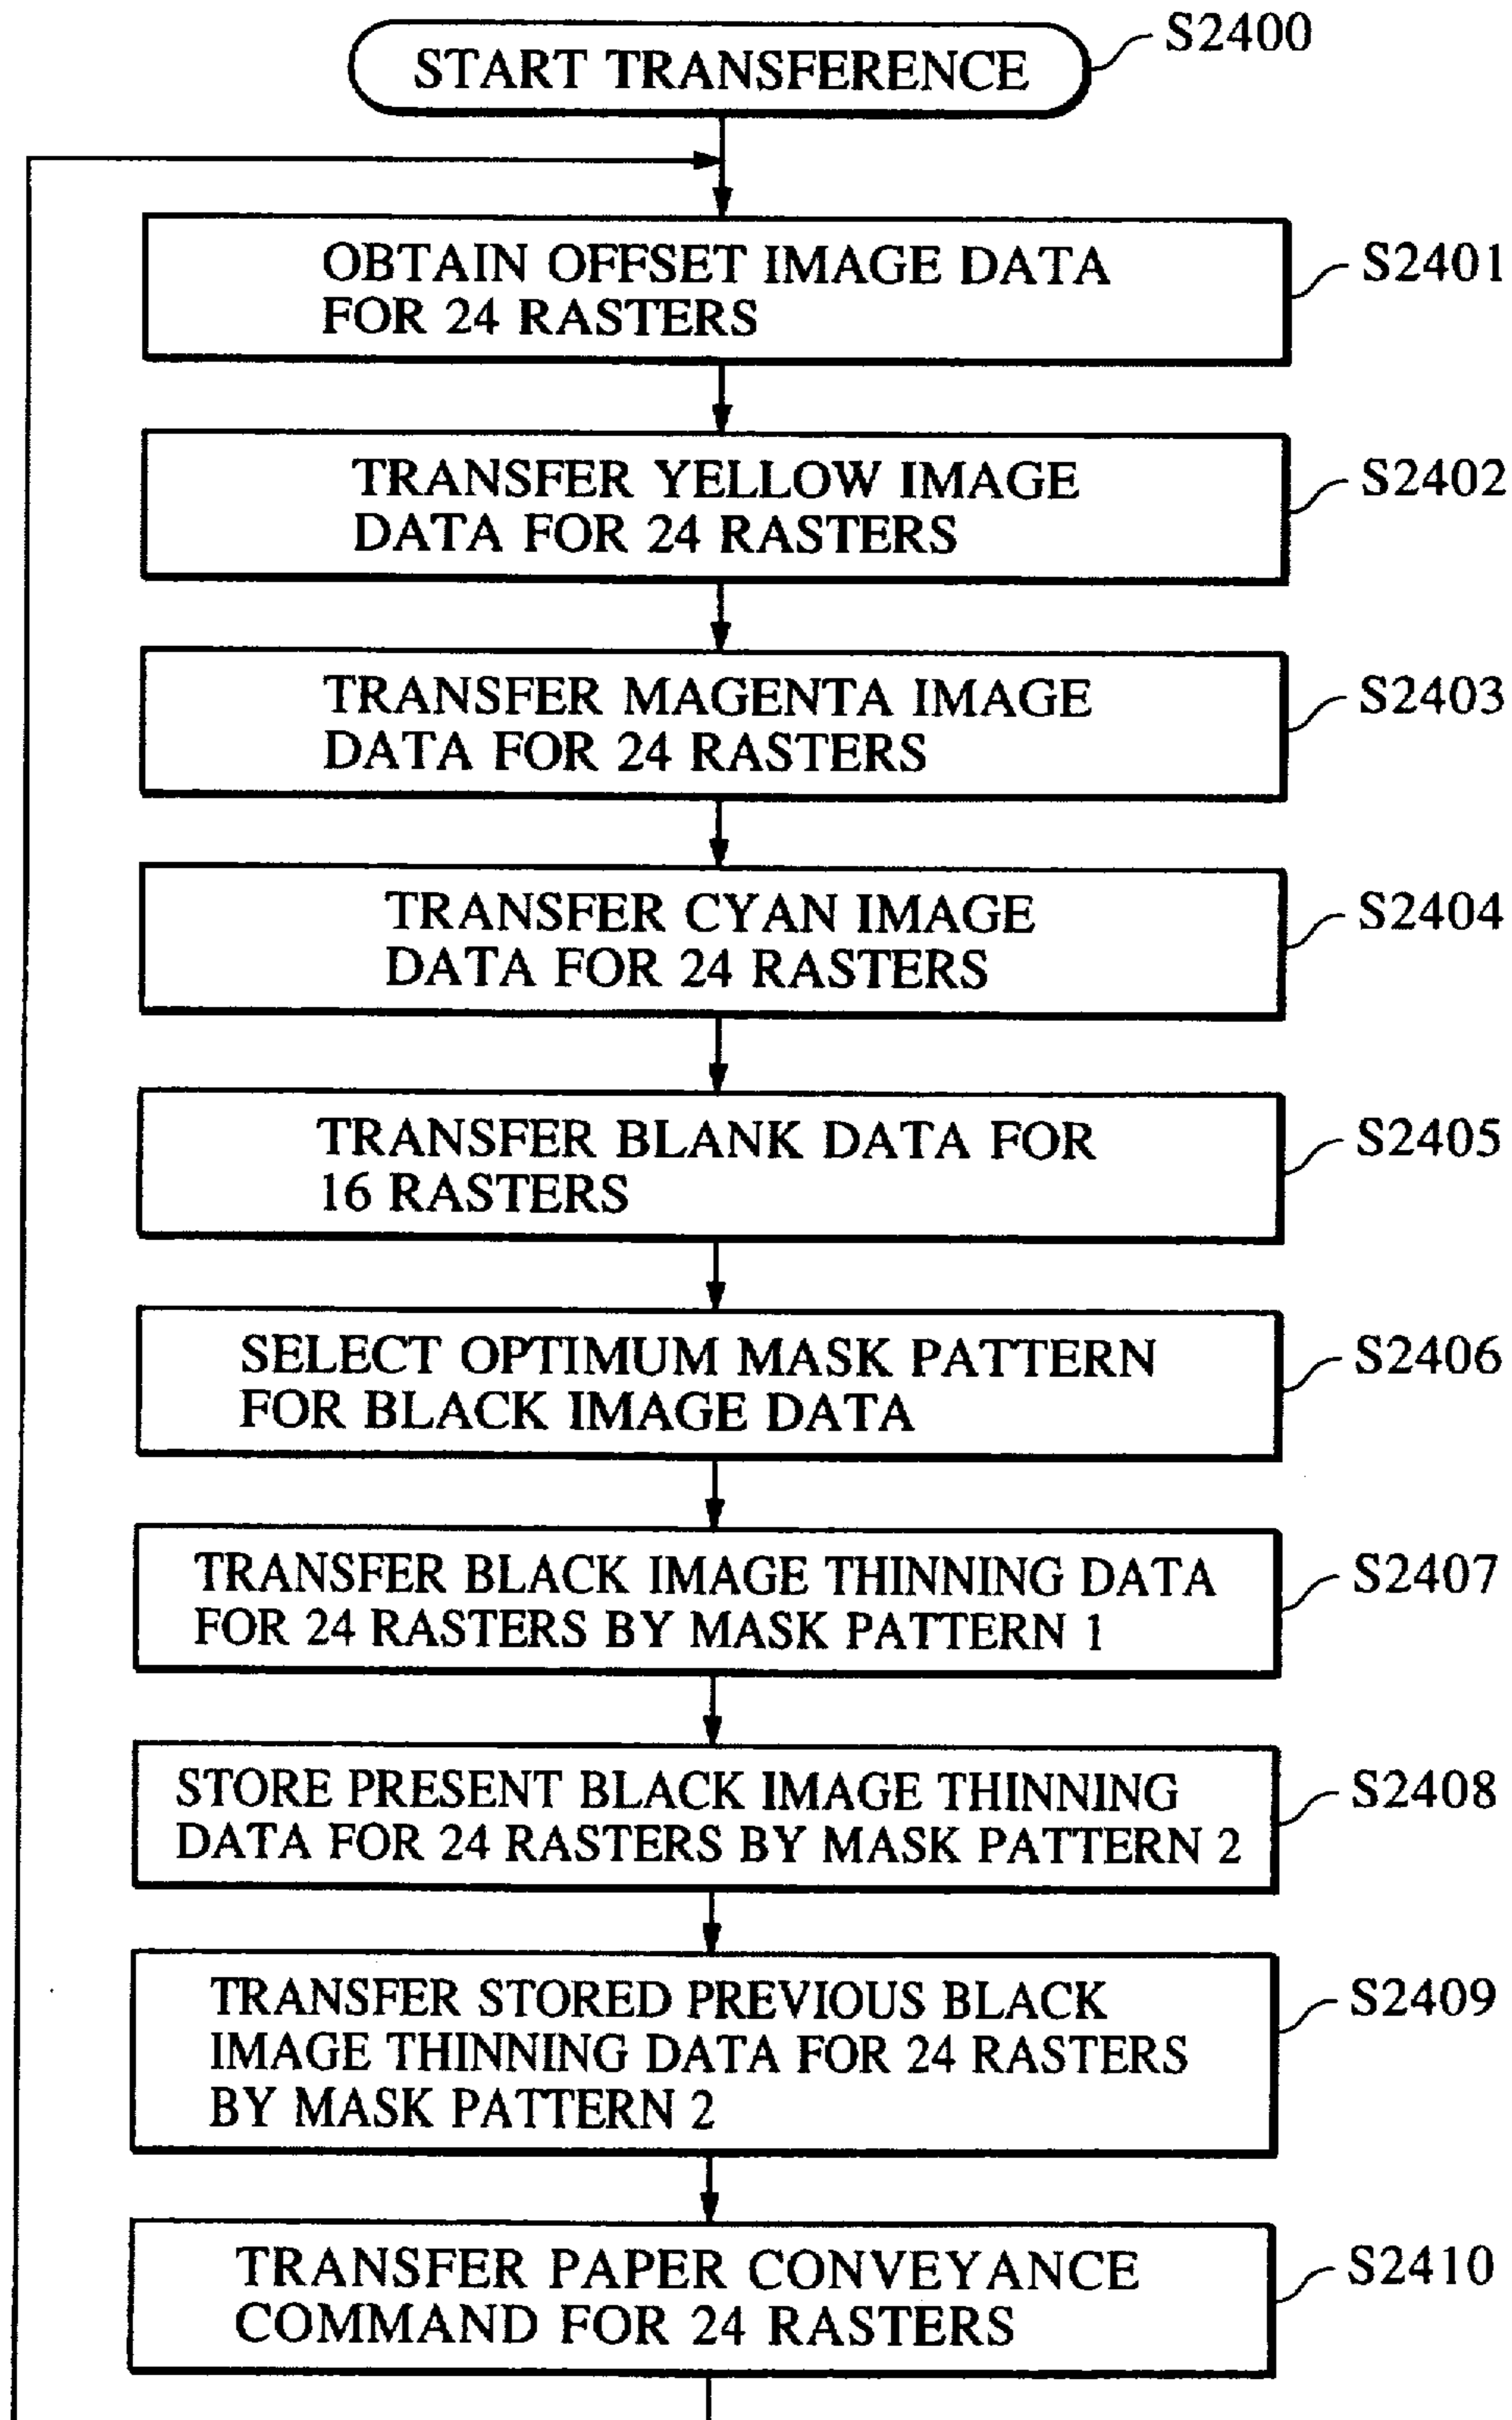 START TRANSFERENCE
S2400
OBTAIN OFFSET IMAGE DATA
FOR 24 RASTERS
S2401
TRANSFER YELLOW IMAGE
DATA FOR 24 RASTERS
S2402
TRANSFER MAGENTA IMAGE
DATA FOR 24 RASTERS
S2403
TRANSFER CYAN IMAGE
DATA FOR 24 RASTERS
S2404
TRANSFER BLANK DATA FOR
16 RASTERS
S2405
SELECT OPTIMUM MASK PATTERN
FOR BLACK IMAGE DATA
S2406
TRANSFER BLACK IMAGE THINNING DATA
FOR 24 RASTERS BY MASK PATTERN 1
S2407
STORE PRESENT BLACK IMAGE THINNING
DATA FOR 24 RASTERS BY MASK PATTERN 2
S2408
TRANSFER STORED PREVIOUS BLACK
IMAGE THINNING DATA FOR 24 RASTERS
BY MASK PATTERN 2
S2409
TRANSFER PAPER CONVEYANCE
COMMAND FOR 24 RASTERS
S2410